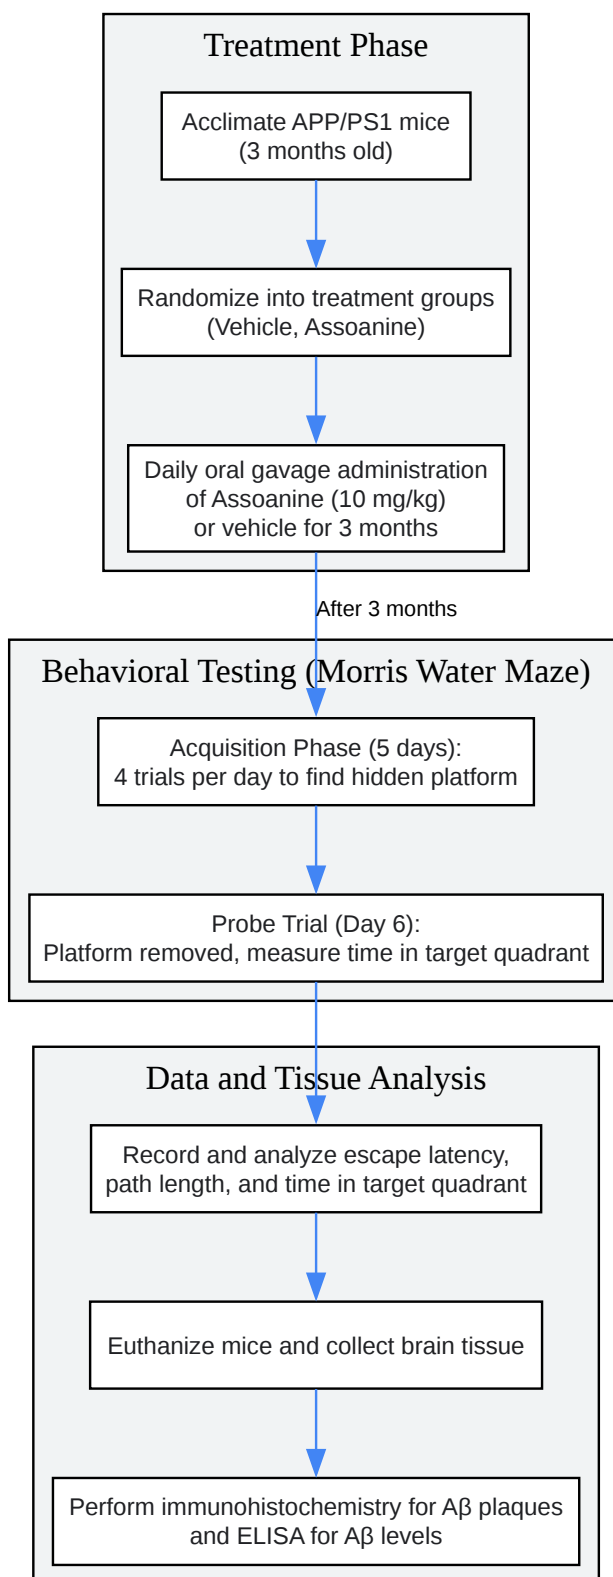 Treatment Phase
Acclimate APP/PS1 mice
(3 months old)
Randomize into treatment groups
(Vehicle, Assoanine)
Daily oral gavage administration
of Assoanine (10 mg/kg)
or vehicle for 3 months
After 3 months
Behavioral Testing (Morris Water Maze)
Acquisition Phase (5 days):
4 trials per day to find hidden platform
Probe Trial (Day 6):
Platform removed, measure time in target quadrant
Data and Tissue Analysis
Record and analyze escape latency,
path length, and time in target quadrant
Euthanize mice and collect brain tissue
Perform immunohistochemistry for Aβ plaques
and ELISA for Aβ levels